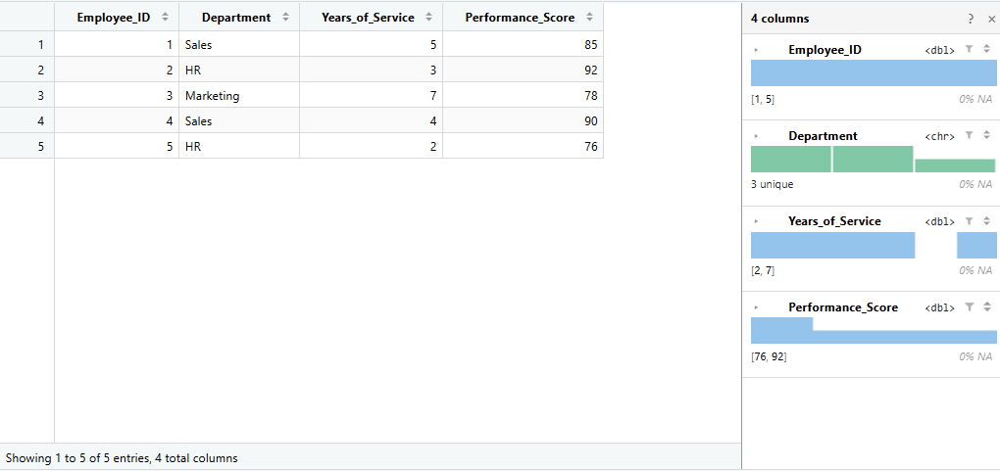 Employee_ID Department Years_of_Service Performance_Score
1 1 Sales 5 85
2 2 HR 3 92
3 3 Marketing 7 78
4 4 Sales 4 90
5 5 HR 2 76
Showing 1 to 5 of 5 entries, 4 total columns
4 columns ? ×
Employee_ID <dbl>
[1, 5] 0% NA
Department <chr>
3 unique 0% NA
Years_of_Service <dbl>
[2, 7] 0% NA
Performance_Score <dbl>
[76, 92] 0% NA